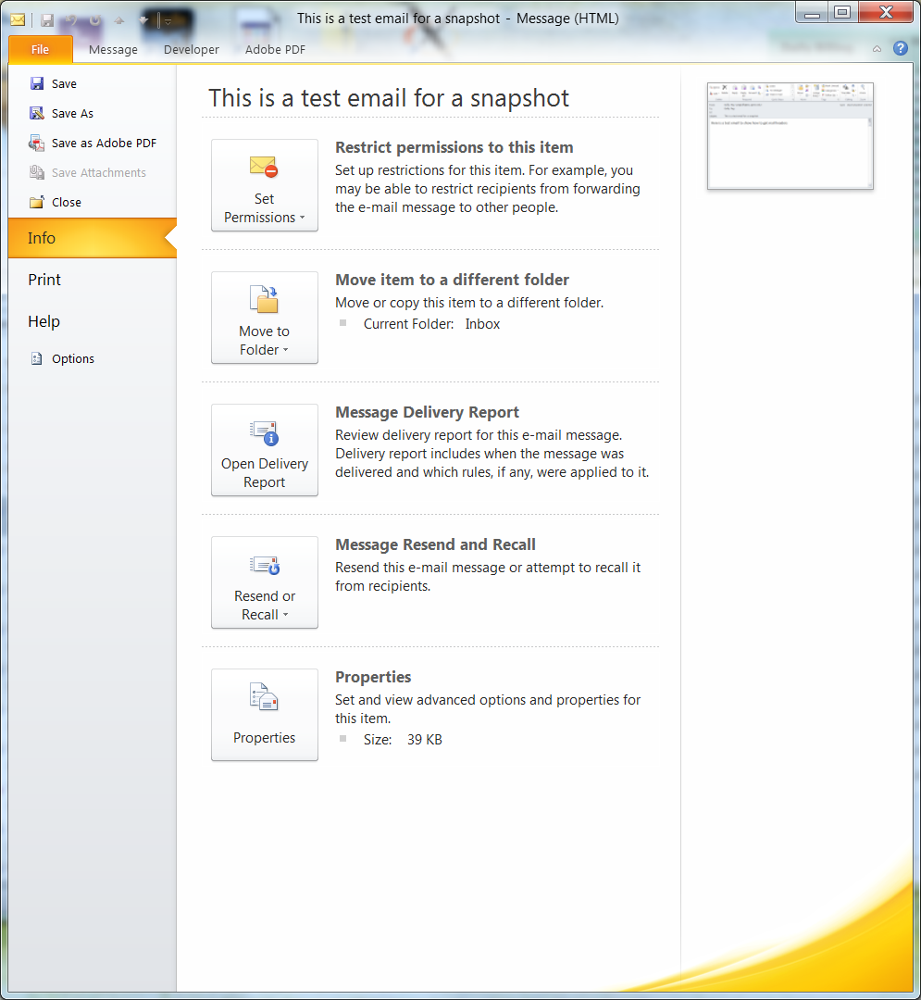 This is a test email for a snapshot - Message (HTML)
File
Message
Developer
Adobe PDF
Save
Save As
Save as Adobe PDF
Save Attachments
Close
Info
Print
Help
Options
This is a test email for a snapshot
Set
Permissions
Restrict permissions to this item
Set up restrictions for this item. For example, you
may be able to restrict recipients from forwarding
the e-mail message to other people.
Move to
Folder
Move item to a different folder
Move or copy this item to a different folder.
Current Folder: Inbox
Open Delivery
Report
Message Delivery Report
Review delivery report for this e-mail message.
Delivery report includes when the message was
delivered and which rules, if any, were applied to it.
Resend or
Recall
Message Resend and Recall
Resend this e-mail message or attempt to recall it
from recipients.
Properties
Properties
Set and view advanced options and properties for
this item.
Size: 39 KB